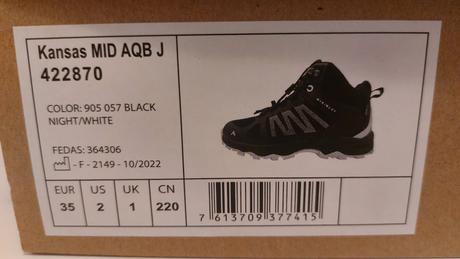 Kansas MID AQB J
422870
COLOR: 905 057 BLACK
NIGHT/WHITE
FEDAS: 364306
- F - 2149 - 10/2022
EUR US UK CN
35 2 1 220
7 613709 377415